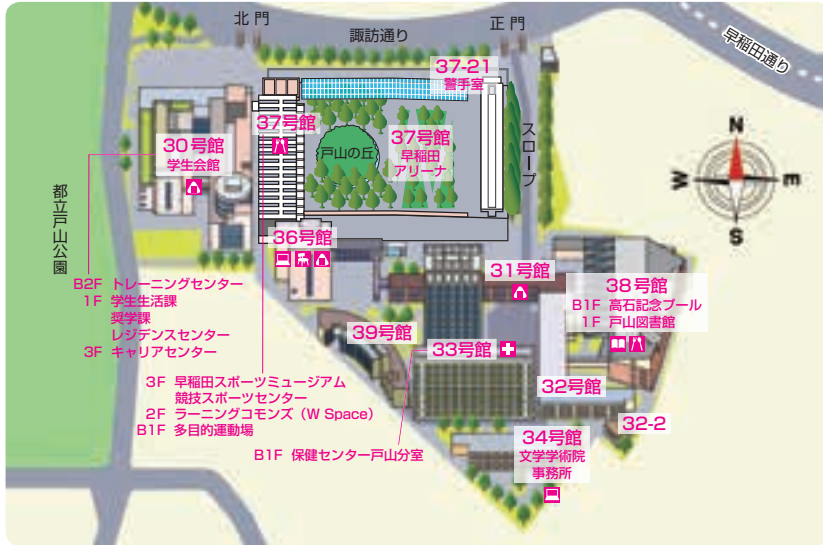 北 門
諏訪通り
正 門
早稲田通り
37-21
警手室
37号館
37号館
早稲田
アリーナ
戸山の丘
スロープ
30号館
学生会館
N
W
E
S
都立戸山公園
36号館
31号館
38号館
B1F 高石記念プール
1F 戸山図書館
B2F トレーニングセンター
1F 学生生活課
奨学課
レジデンスセンター
3F キャリアセンター
39号館
33号館
32号館
32-2
3F 早稲田スポーツミュージアム
競技スポーツセンター
2F ラーニングコモンズ（W Space）
B1F 多目的運動場
B1F 保健センター戸山分室
34号館
文学学術院
事務所